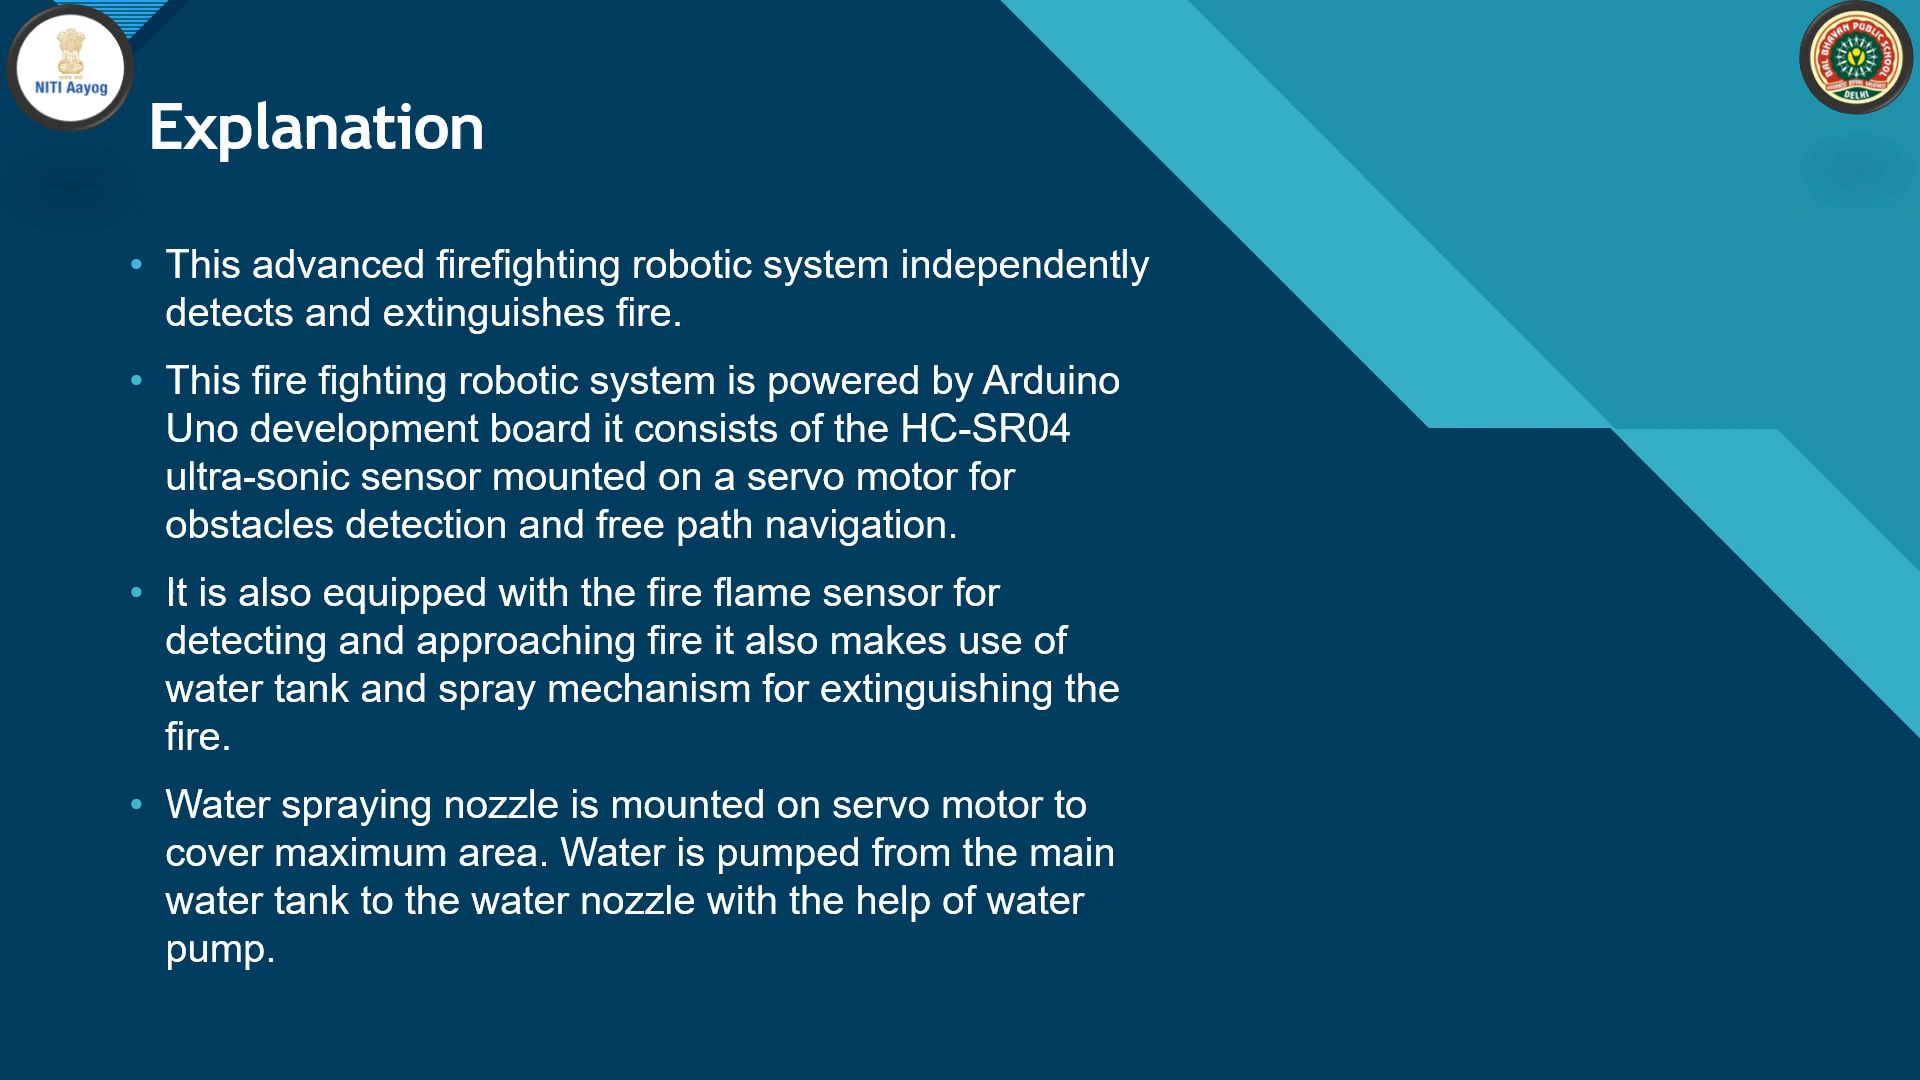 NITI Aayog
BAL BHAVAN PUBLIC SCHOOL
DELHI
Explanation
• This advanced firefighting robotic system independently
detects and extinguishes fire.
• This fire fighting robotic system is powered by Arduino
Uno development board it consists of the HC-SR04
ultra-sonic sensor mounted on a servo motor for
obstacles detection and free path navigation.
• It is also equipped with the fire flame sensor for
detecting and approaching fire it also makes use of
water tank and spray mechanism for extinguishing the
fire.
• Water spraying nozzle is mounted on servo motor to
cover maximum area. Water is pumped from the main
water tank to the water nozzle with the help of water
pump.